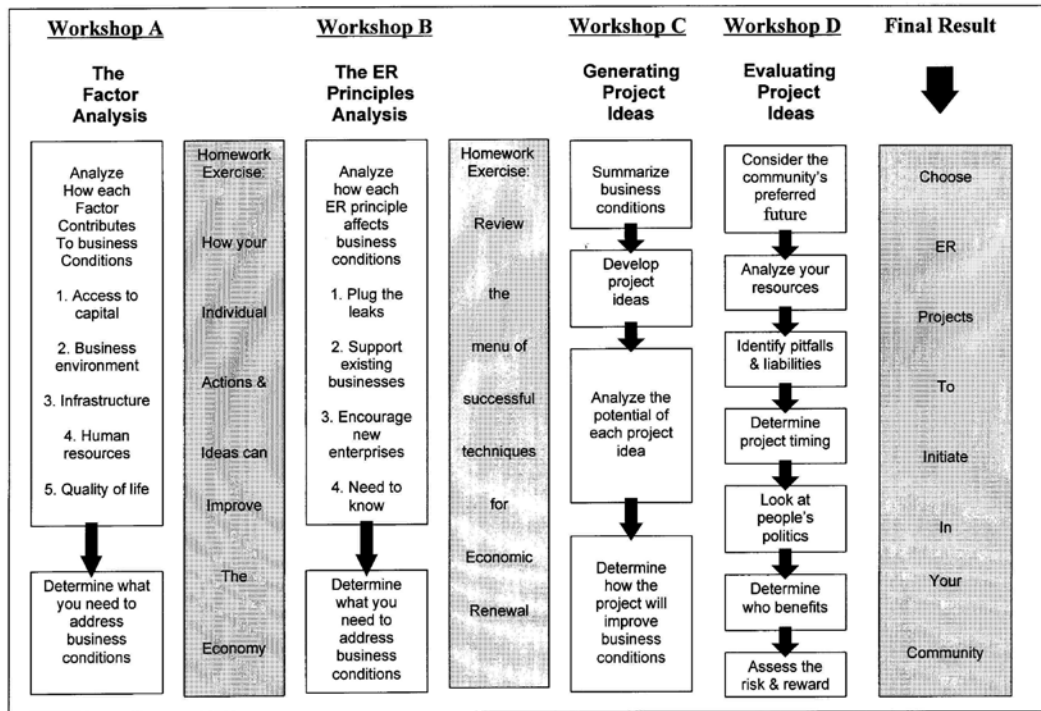 Workshop A
The
Factor
Analysis
Analyze
How each
Factor
Contributes
To business
Conditions
1. Access to
capital
2. Business
environment
3. Infrastructure
4. Human
resources
5. Quality of life
Determine what
you need to
address
business
conditions
Homework
Exercise:
How your
Individual
Actions &
Ideas can
Improve
The
Economy
Workshop B
The ER
Principles
Analysis
Analyze
how each
ER principle
affects
business
conditions
1. Plug the
leaks
2. Support
existing
businesses
3. Encourage
new
enterprises
4. Need to
know
Determine
what you
need to
address
business
conditions
Homework
Exercise:
Review
the
menu of
successful
techniques
for
Economic
Renewal
Workshop C
Generating
Project
Ideas
Summarize
business
conditions
Develop
project
ideas
Analyze the
potential of
each project
idea
Determine
how the
project will
improve
business
conditions
Workshop D
Evaluating
Project
Ideas
Consider the
community's
preferred
future
Analyze your
resources
Identify pitfalls
& liabilities
Determine
project timing
Look at
people's
politics
Determine
who benefits
Assess the
risk & reward
Final Result
Choose
ER
Projects
To
Initiate
In
Your
Community